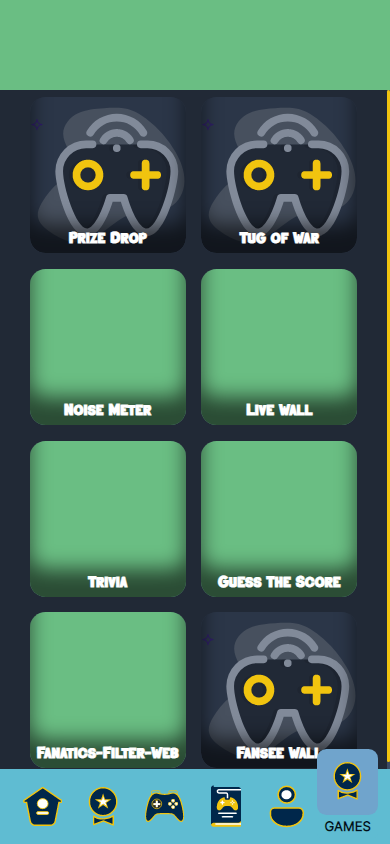 Prize Drop
Tug of War
Noise Meter
Live Wall
Trivia
Guess The Score
Fanatics-Filter-Web
FanSee Wall
GAMES